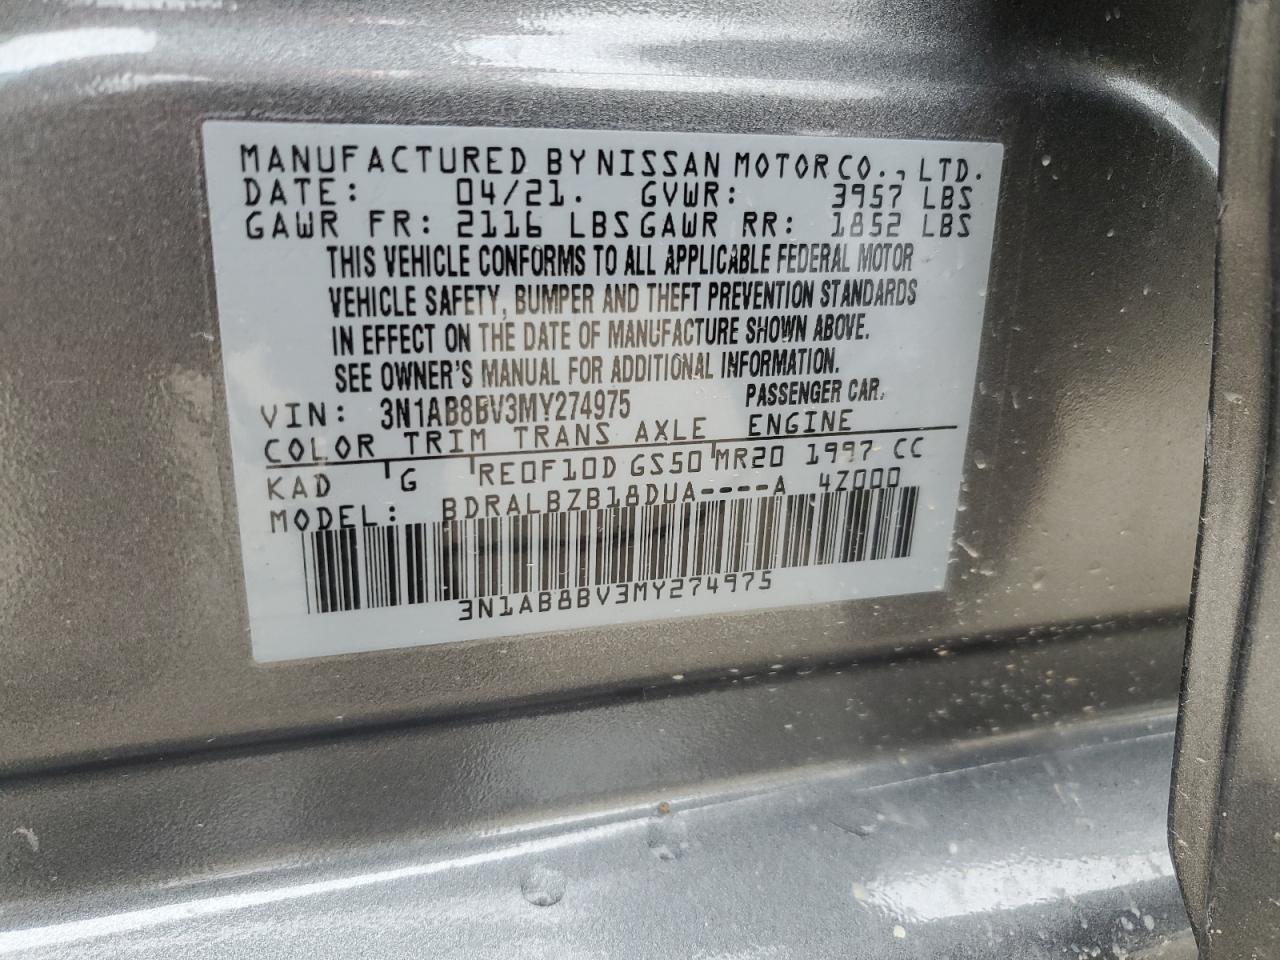 MANUFACTURED BY NISSAN MOTOR CO., LTD.
DATE: 04/21. GVWR: 3957 LBS
GAWR FR: 2116 LBS GAWR RR: 1852 LBS
THIS VEHICLE CONFORMS TO ALL APPLICABLE FEDERAL MOTOR
VEHICLE SAFETY, BUMPER AND THEFT PREVENTION STANDARDS
IN EFFECT ON THE DATE OF MANUFACTURE SHOWN ABOVE.
SEE OWNER'S MANUAL FOR ADDITIONAL INFORMATION.
VIN: 3N1AB8BV3MY274975 PASSENGER CAR.
COLOR TRIM TRANS AXLE ENGINE
KAD G RE0F10D GS50 MR20 1997 CC
MODEL: BDRALBZB18DUA----A 4Z000
3N1AB8BV3MY274975